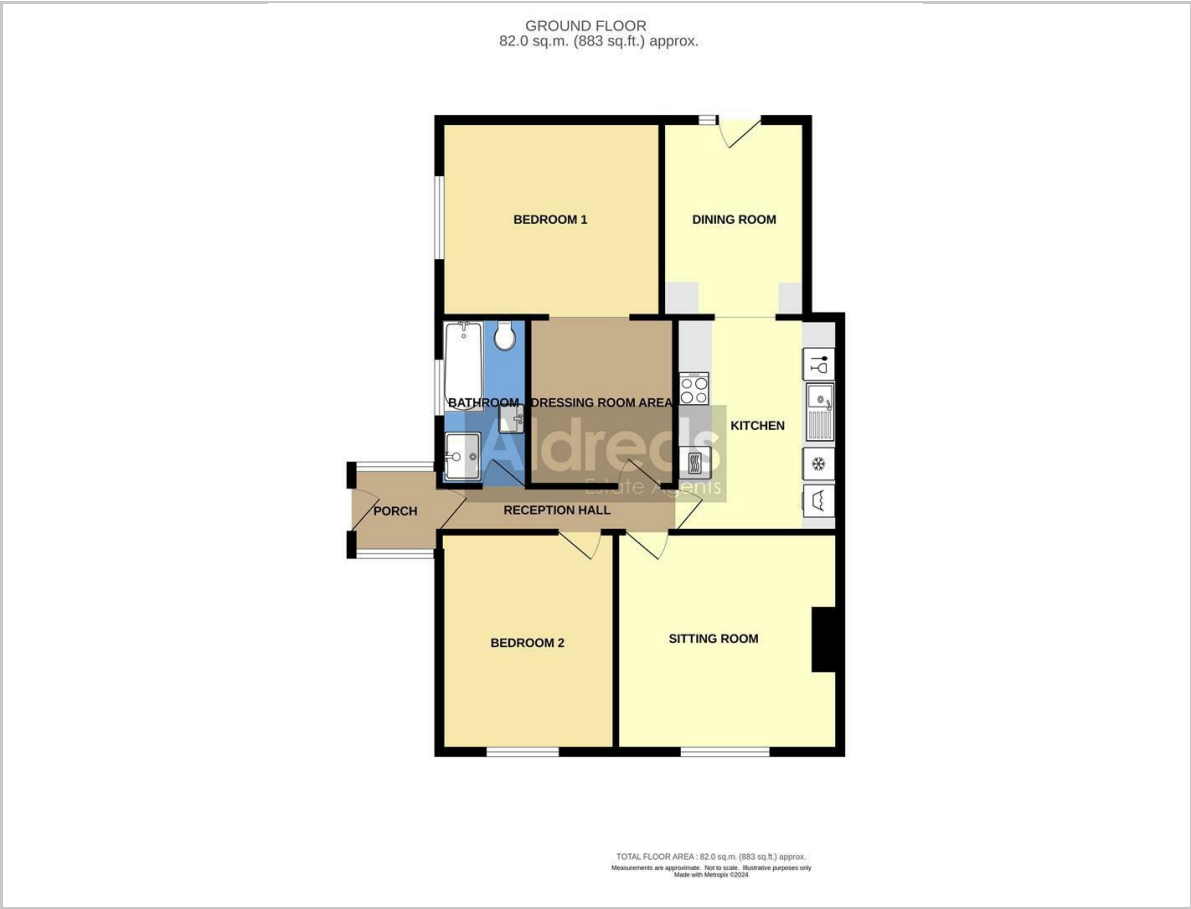 GROUND FLOOR
82.0 sq.m. (883 sq.ft.) approx.
BEDROOM 1
DINING ROOM
BATHROOM
DRESSING ROOM AREA
KITCHEN
Aldreds
Estate Agents
PORCH
RECEPTION HALL
BEDROOM 2
SITTING ROOM
TOTAL FLOOR AREA : 82.0 sq.m. (883 sq.ft.) approx.
Measurements are approximate. Not to scale. Illustrative purposes only
Made with Metropix ©2024